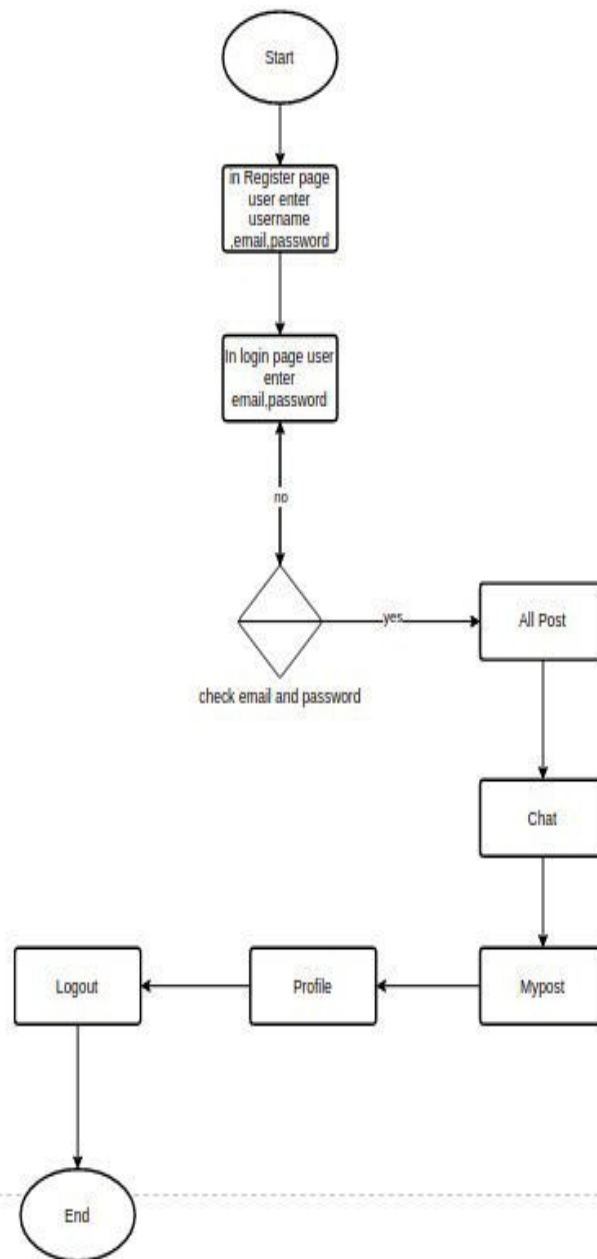 Start
in Register page
user enter
username
,email,password
In login page user
enter
email,password
no
yes
All Post
check email and password
Chat
Logout
Profile
Mypost
End